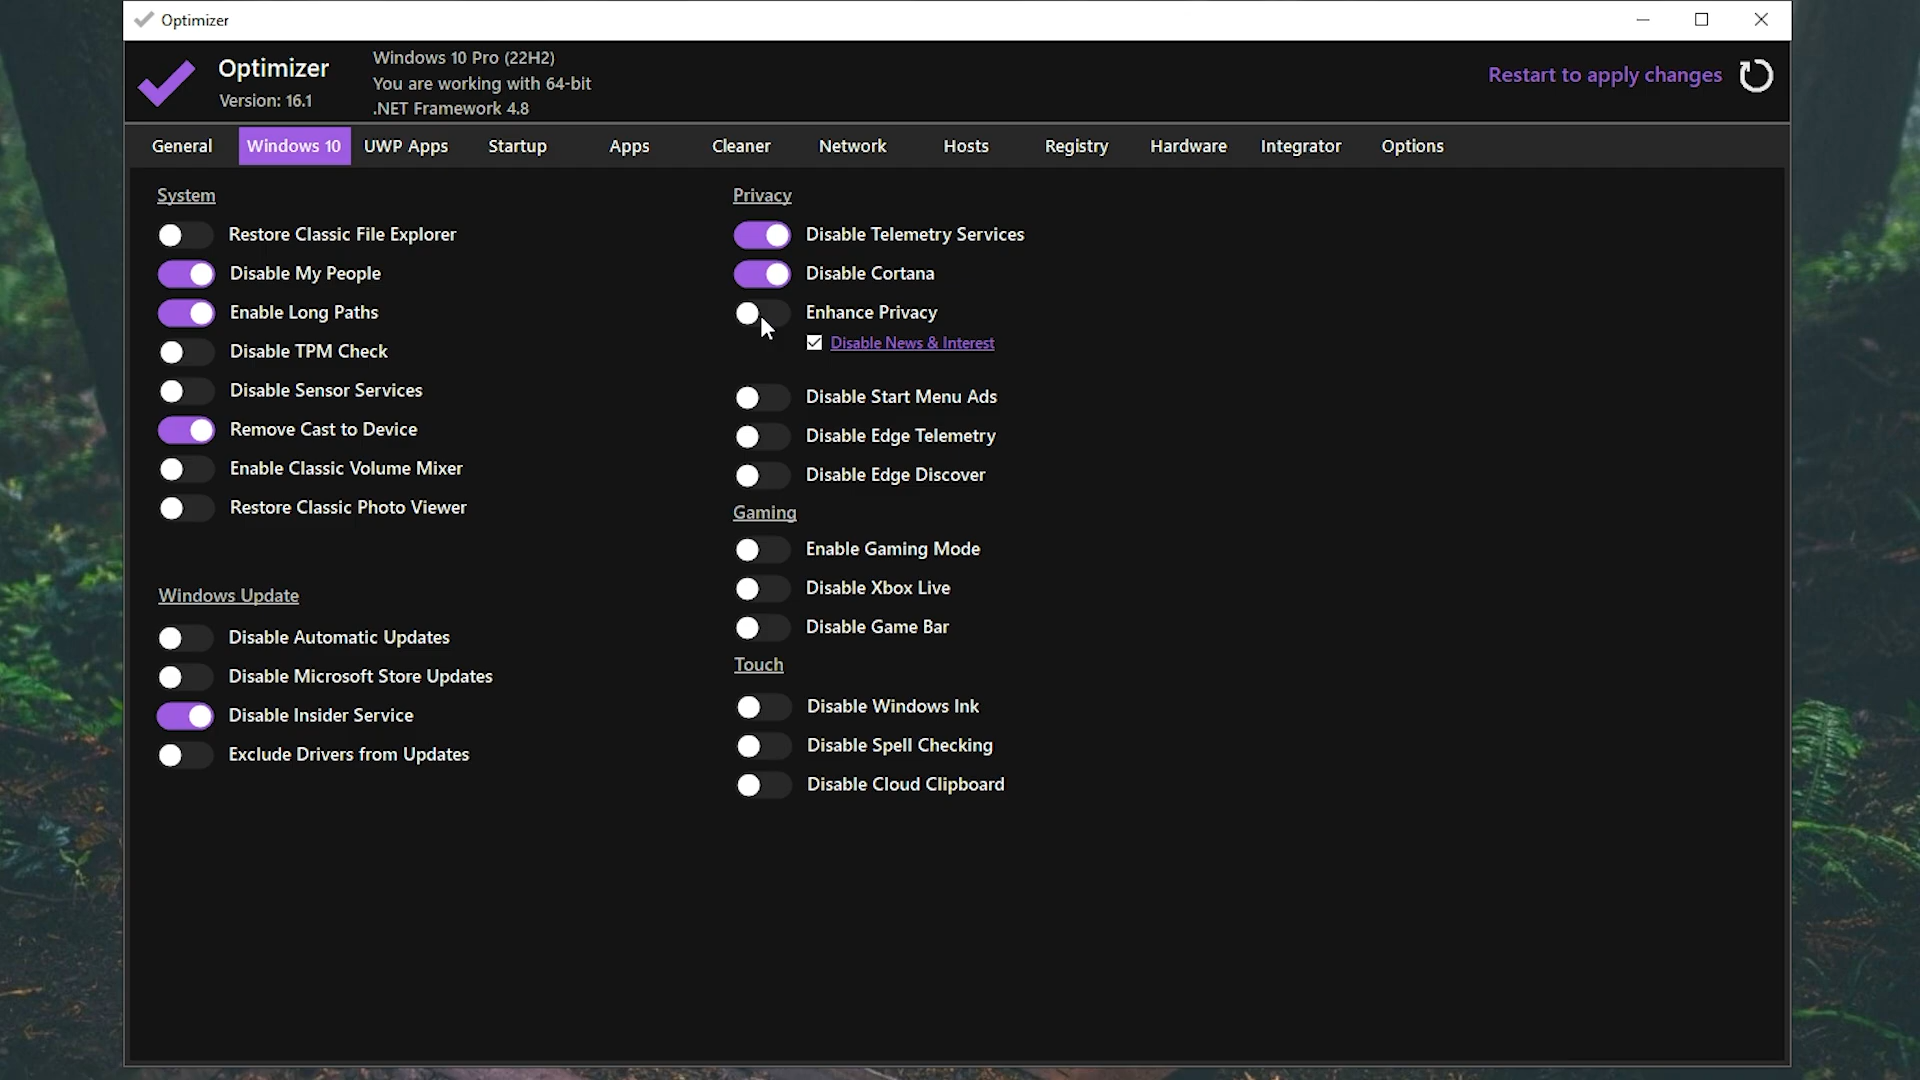 Optimizer
Optimizer
Version: 16.1
Windows 10 Pro (22H2)
You are working with 64-bit
.NET Framework 4.8
Restart to apply changes
General
Windows 10
UWP Apps
Startup
Apps
Cleaner
Network
Hosts
Registry
Hardware
Integrator
Options
System
Restore Classic File Explorer
Disable My People
Enable Long Paths
Disable TPM Check
Disable Sensor Services
Remove Cast to Device
Enable Classic Volume Mixer
Restore Classic Photo Viewer
Windows Update
Disable Automatic Updates
Disable Microsoft Store Updates
Disable Insider Service
Exclude Drivers from Updates
Privacy
Disable Telemetry Services
Disable Cortana
Enhance Privacy
Disable News & Interest
Disable Start Menu Ads
Disable Edge Telemetry
Disable Edge Discover
Gaming
Enable Gaming Mode
Disable Xbox Live
Disable Game Bar
Touch
Disable Windows Ink
Disable Spell Checking
Disable Cloud Clipboard